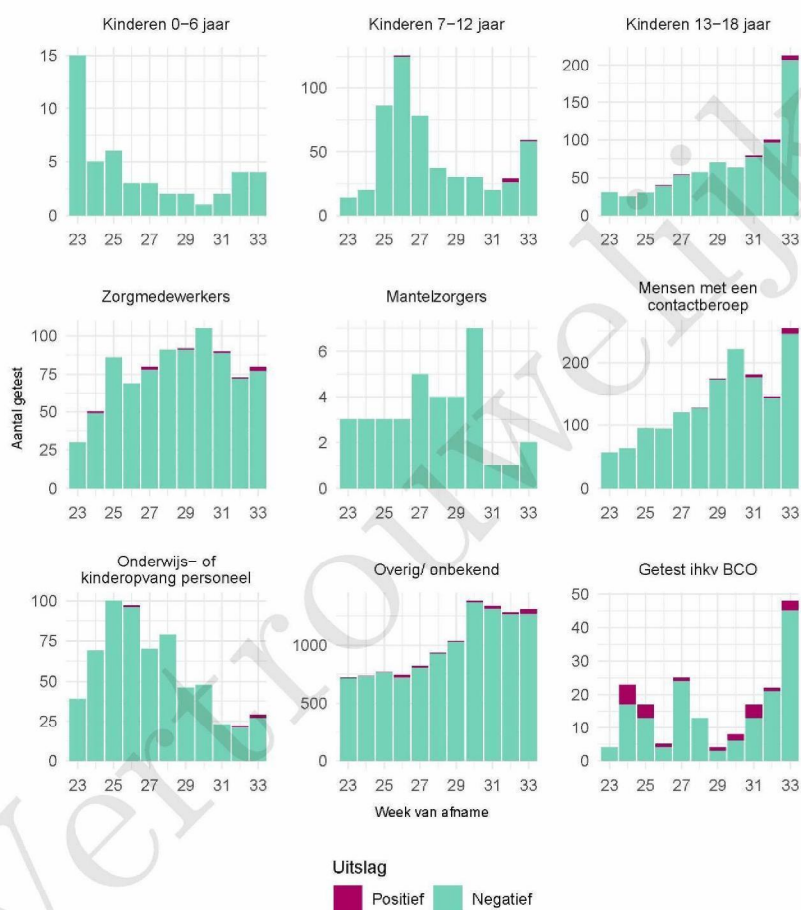 Kinderen 0−6 jaar
Kinderen 7−12 jaar
Kinderen 13−18 jaar
15
10
5
0
23 25 27 29 31 33
100
50
0
23 25 27 29 31 33
200
150
100
50
0
23 25 27 29 31 33
Zorgmedewerkers
Mantelzorgers
Mensen met een
contactberoep
Aantal getest
100
75
50
25
0
23 25 27 29 31 33
6
4
2
0
23 25 27 29 31 33
200
100
0
23 25 27 29 31 33
Onderwijs− of
kinderopvang personeel
Overig/ onbekend
Getest ihkv BCO
100
75
50
25
0
23 25 27 29 31 33
1000
500
0
23 25 27 29 31 33
50
40
30
20
10
0
23 25 27 29 31 33
Week van afname
Uitslag
Positief
Negatief
Vertrouwelijk